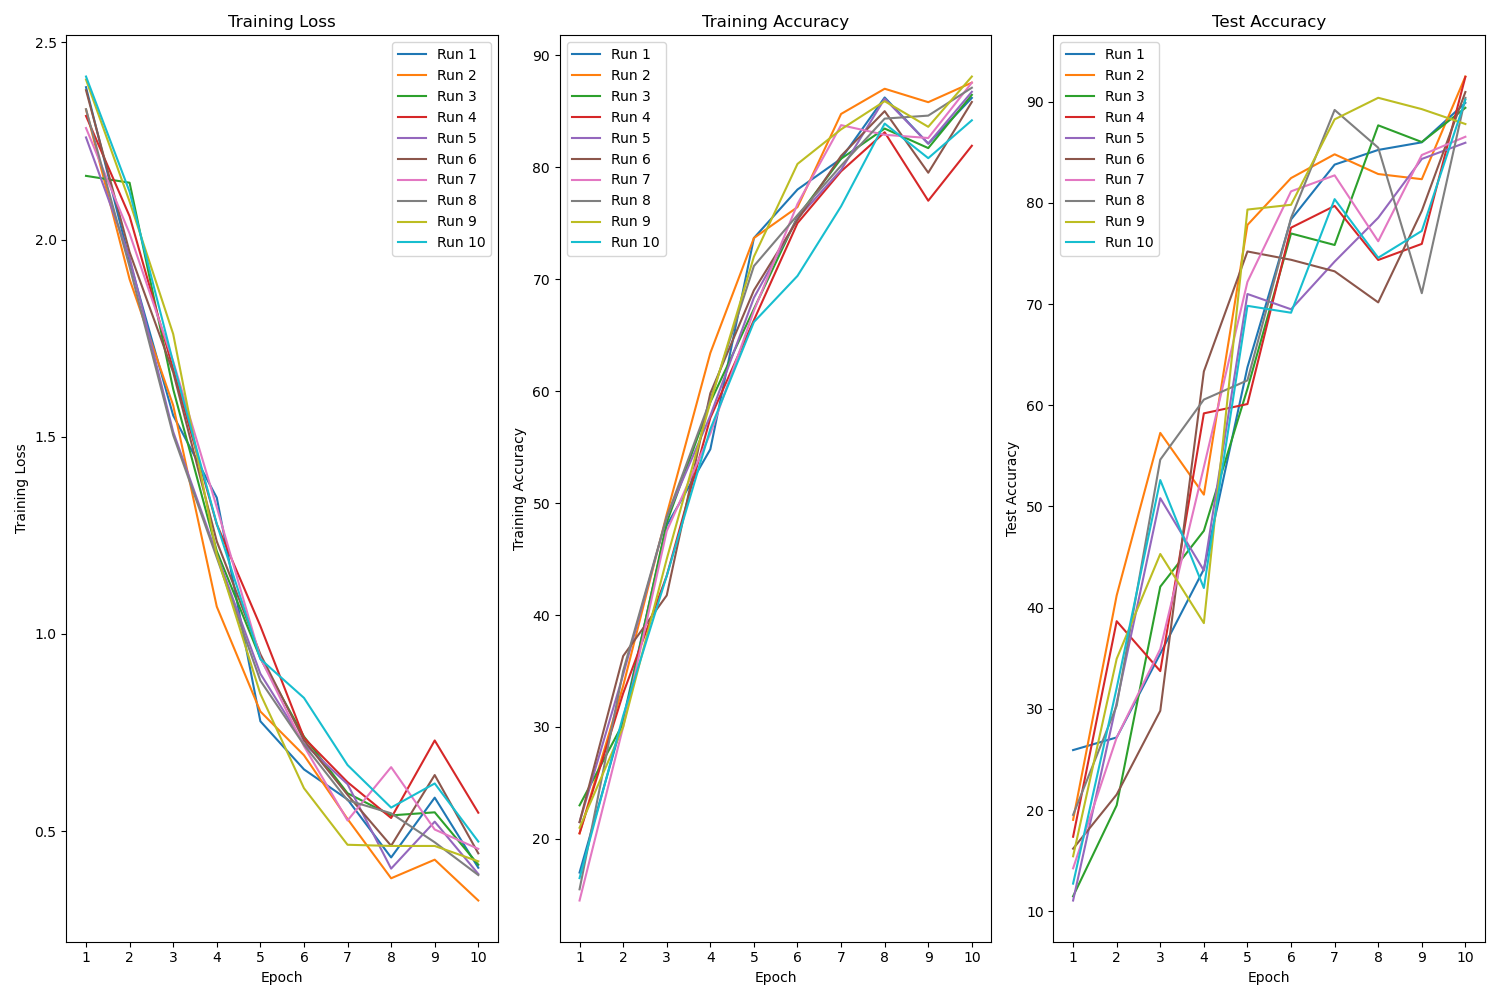 Training Loss
2.5
2.0
1.5
1.0
0.5
Training Loss
1 2 3 4 5 6 7 8 9 10
Epoch
Run 1
Run 2
Run 3
Run 4
Run 5
Run 6
Run 7
Run 8
Run 9
Run 10
Training Accuracy
90
80
70
60
50
40
30
20
Training Accuracy
1 2 3 4 5 6 7 8 9 10
Epoch
Run 1
Run 2
Run 3
Run 4
Run 5
Run 6
Run 7
Run 8
Run 9
Run 10
Test Accuracy
90
80
70
60
50
40
30
20
10
Test Accuracy
1 2 3 4 5 6 7 8 9 10
Epoch
Run 1
Run 2
Run 3
Run 4
Run 5
Run 6
Run 7
Run 8
Run 9
Run 10